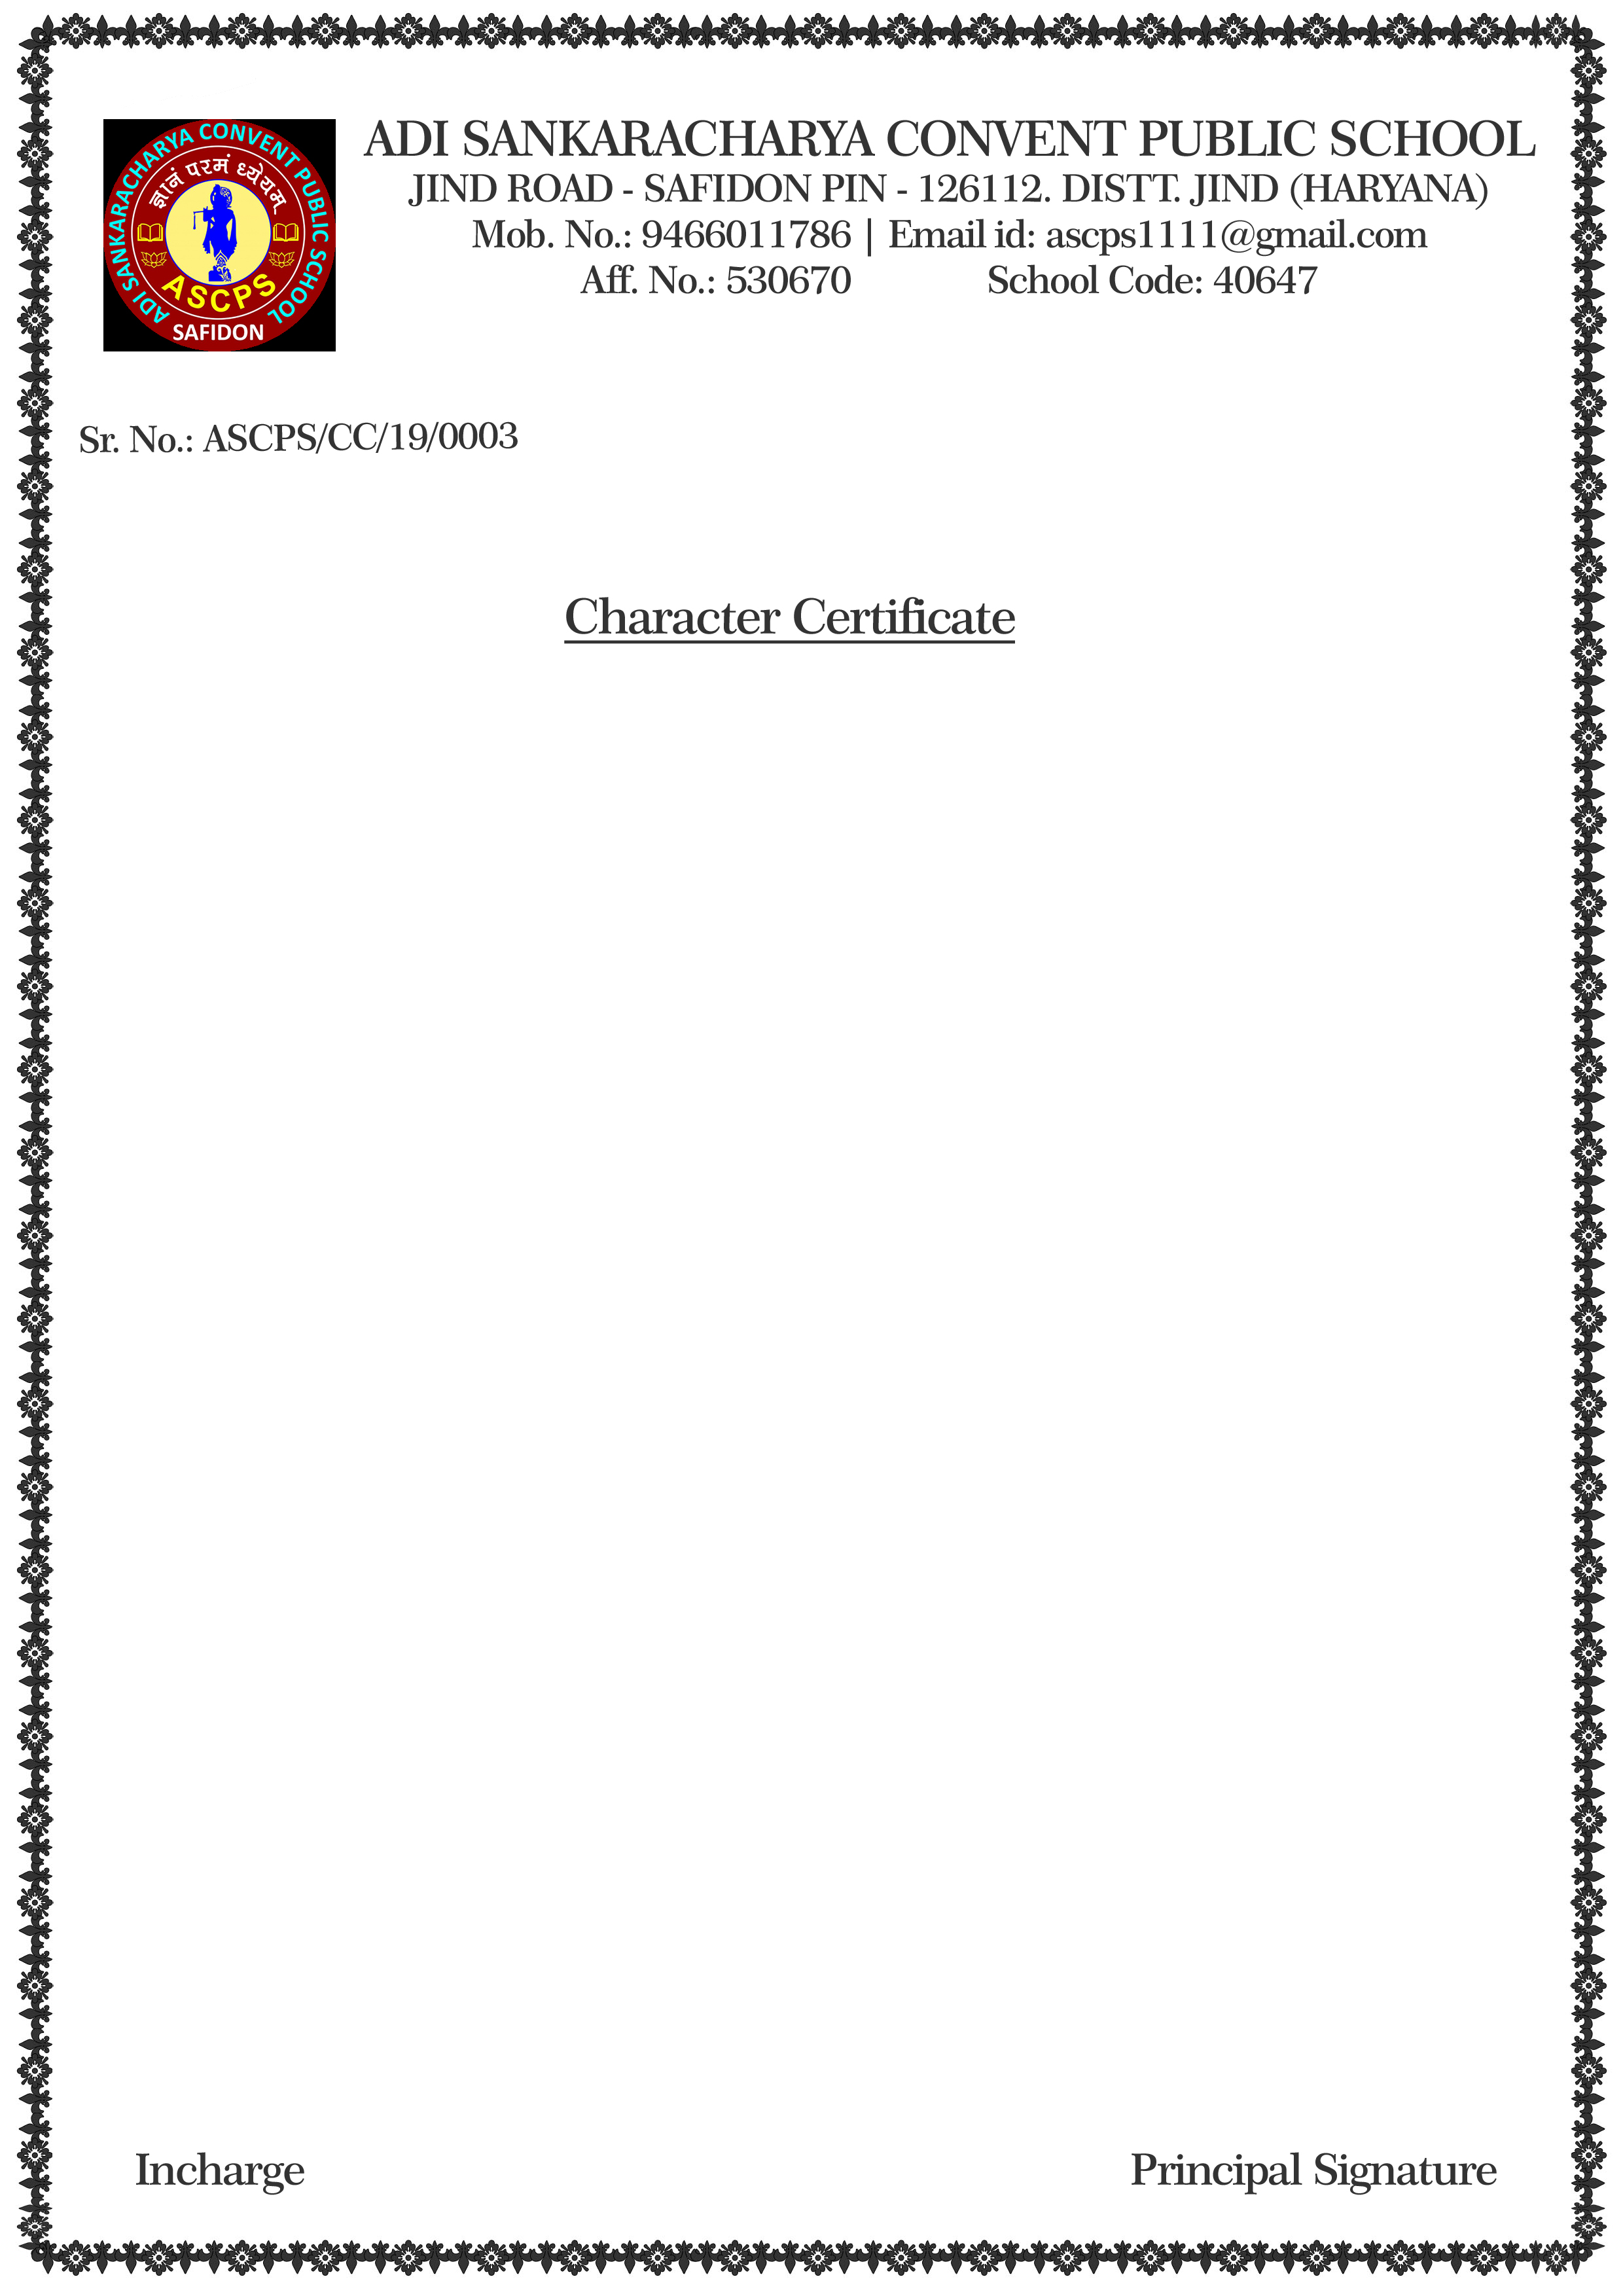 ADI SANKARACHARYA CONVENT PUBLIC SCHOOL
ज्ञानं परमं ध्येयम्
ASCPS
SAFIDON
ADI SANKARACHARYA CONVENT PUBLIC SCHOOL
JIND ROAD - SAFIDON PIN - 126112. DISTT. JIND (HARYANA)
Mob. No.: 9466011786 | Email id: ascps1111@gmail.com
Aff. No.: 530670 School Code: 40647
Sr. No.: ASCPS/CC/19/0003
Character Certificate
Incharge Principal Signature